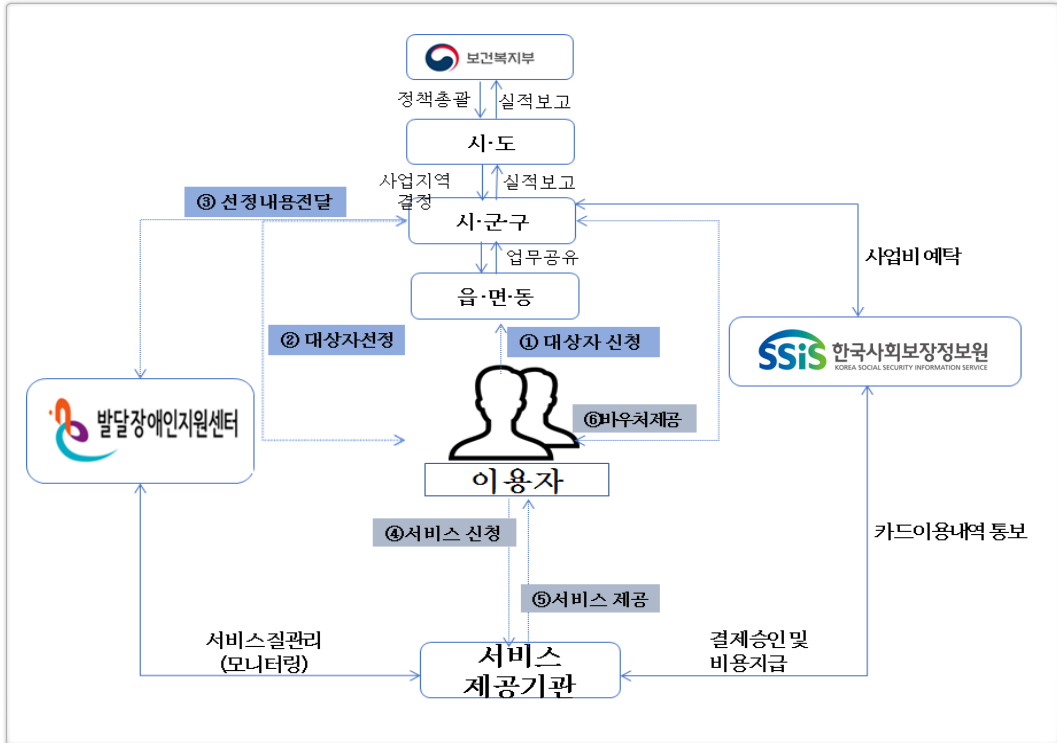 보건복지부
정책총괄
실적보고
시·도
사업지역
결정
실적보고
③ 선정내용전달
시·군·구
업무공유
사업비 예탁
읍·면·동
② 대상자선정
① 대상자 신청
SSiS 한국사회보장정보원
KOREA SOCIAL SECURITY INFORMATION SERVICE
발달장애인지원센터
⑥바우처제공
이용자
④서비스 신청
카드이용내역 통보
⑤서비스 제공
서비스질관리
(모니터링)
서비스
제공기관
결제승인 및
비용지급